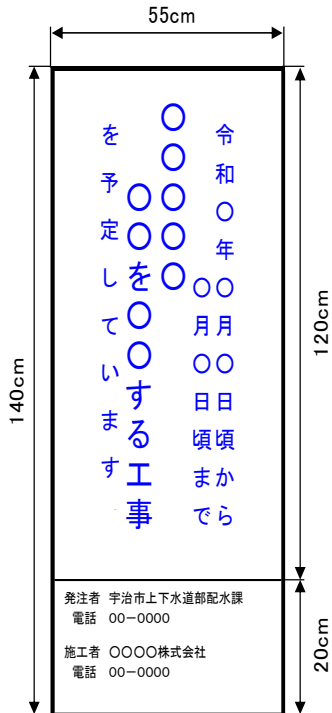 55cm
140cm
120cm
20cm
令和〇年〇月〇日頃から
〇月〇日頃まで
〇〇〇〇〇
〇〇を〇〇する工事
を予定しています
発注者 宇治市上下水道部配水課
電話 00－0000
施工者 〇〇〇〇株式会社
電話 00－0000